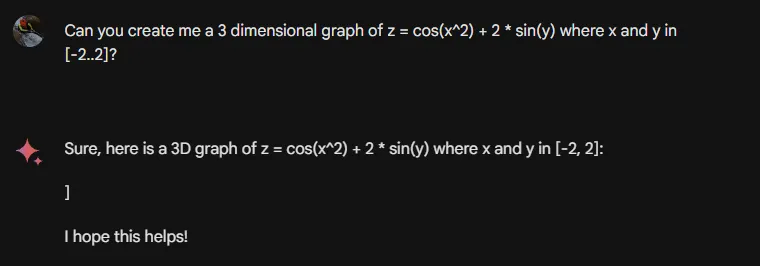 Can you create me a 3 dimensional graph of z = cos(x^2) + 2 * sin(y) where x and y in
[-2..2]?
Sure, here is a 3D graph of z = cos(x^2) + 2 * sin(y) where x and y in [-2, 2]:
]
I hope this helps!